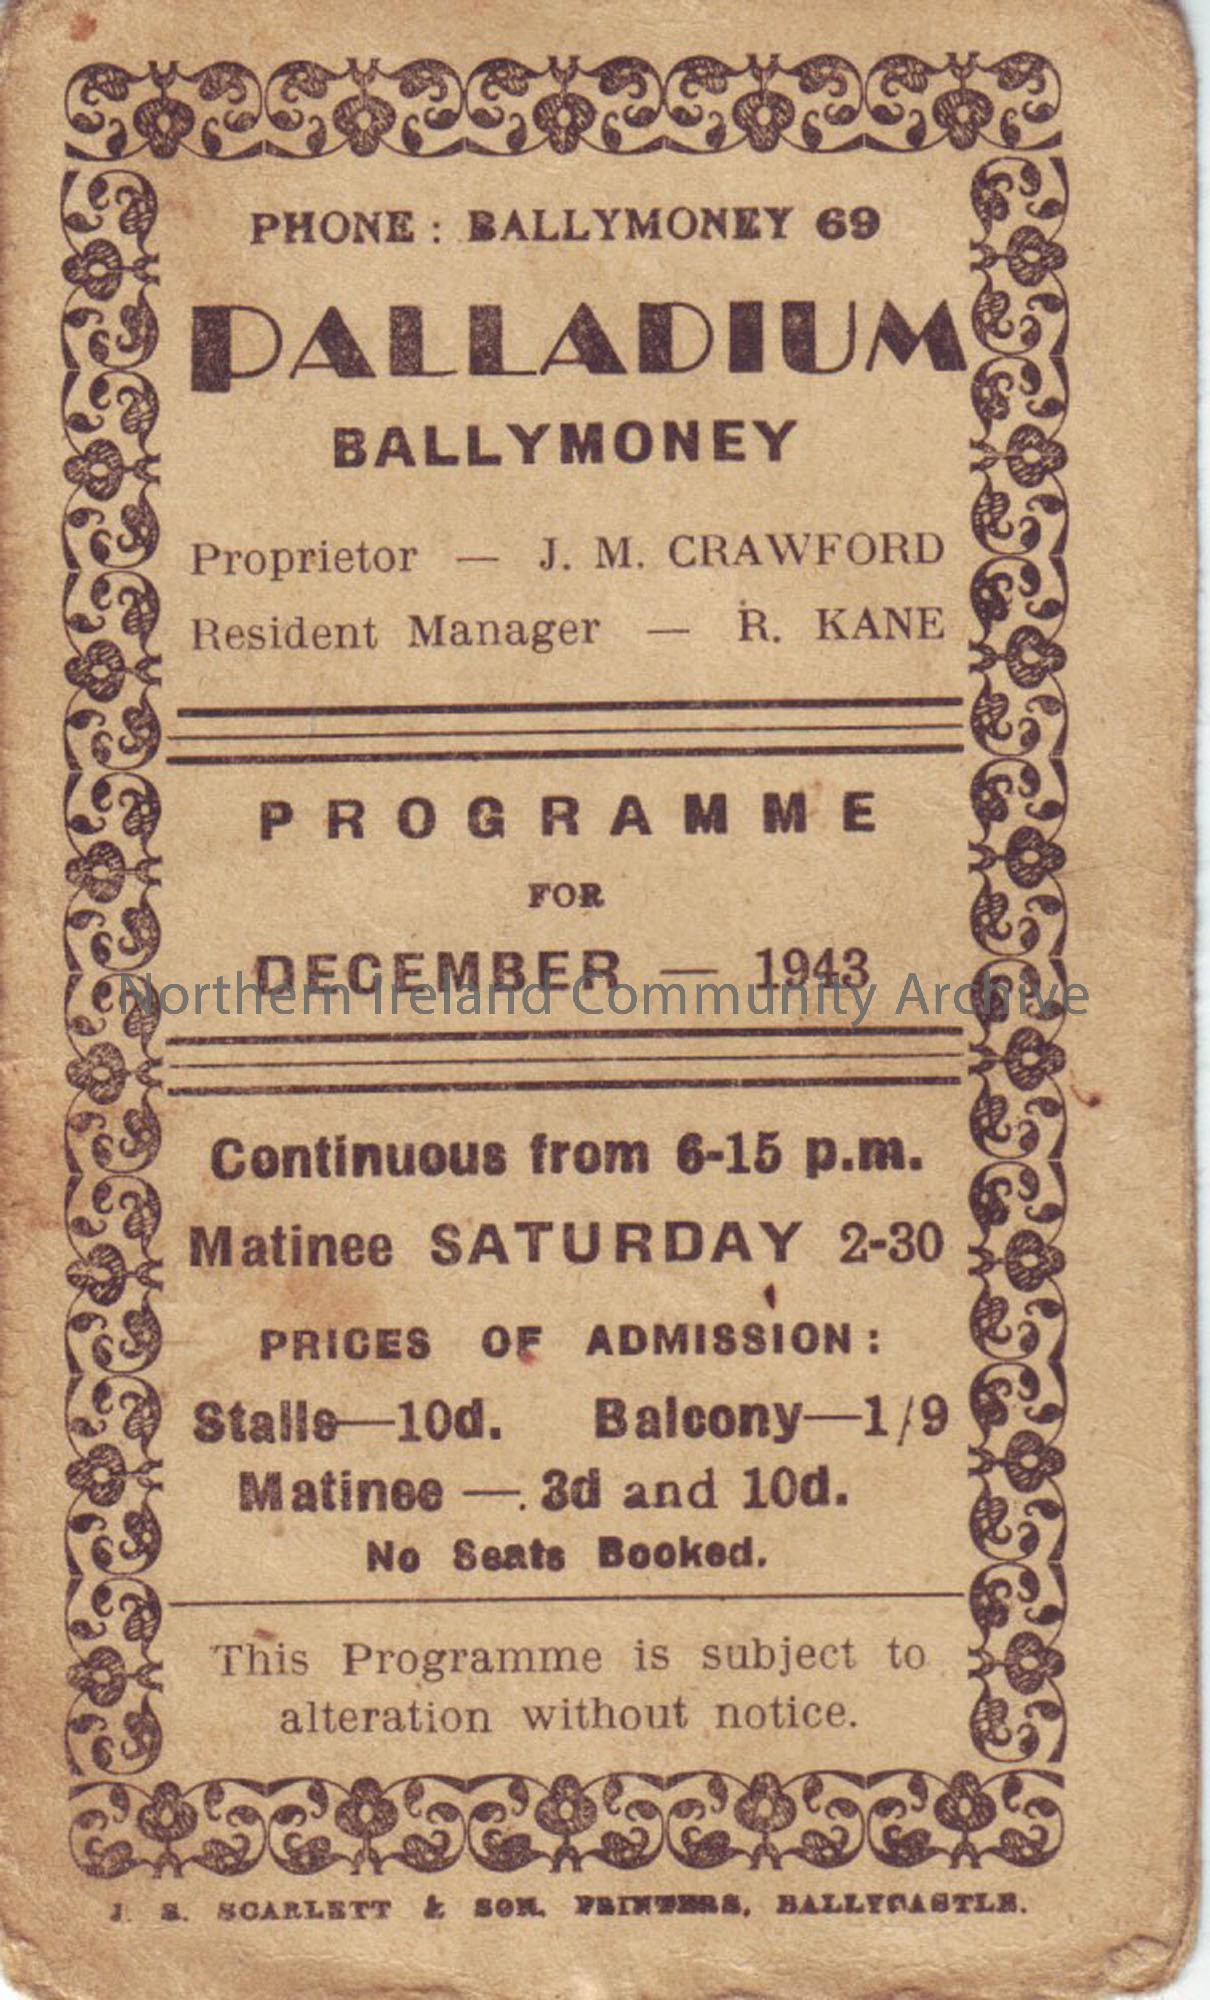 PHONE : BALLYMONEY 69
PALLADIUM
BALLYMONEY
Proprietor — J. M. CRAWFORD
Resident Manager — R. KANE
PROGRAMME
FOR
DECEMBER — 1943
Northern Ireland Community Archive
Continuous from 6-15 p.m.
Matinee SATURDAY 2-30
PRICES OF ADMISSION :
Stalls—10d. Balcony—1/9
Matinee —. 3d and 10d.
No Seats Booked.
This Programme is subject to
alteration without notice.
J. S. SCARLETT & SON, PRINTERS, BALLYCASTLE.